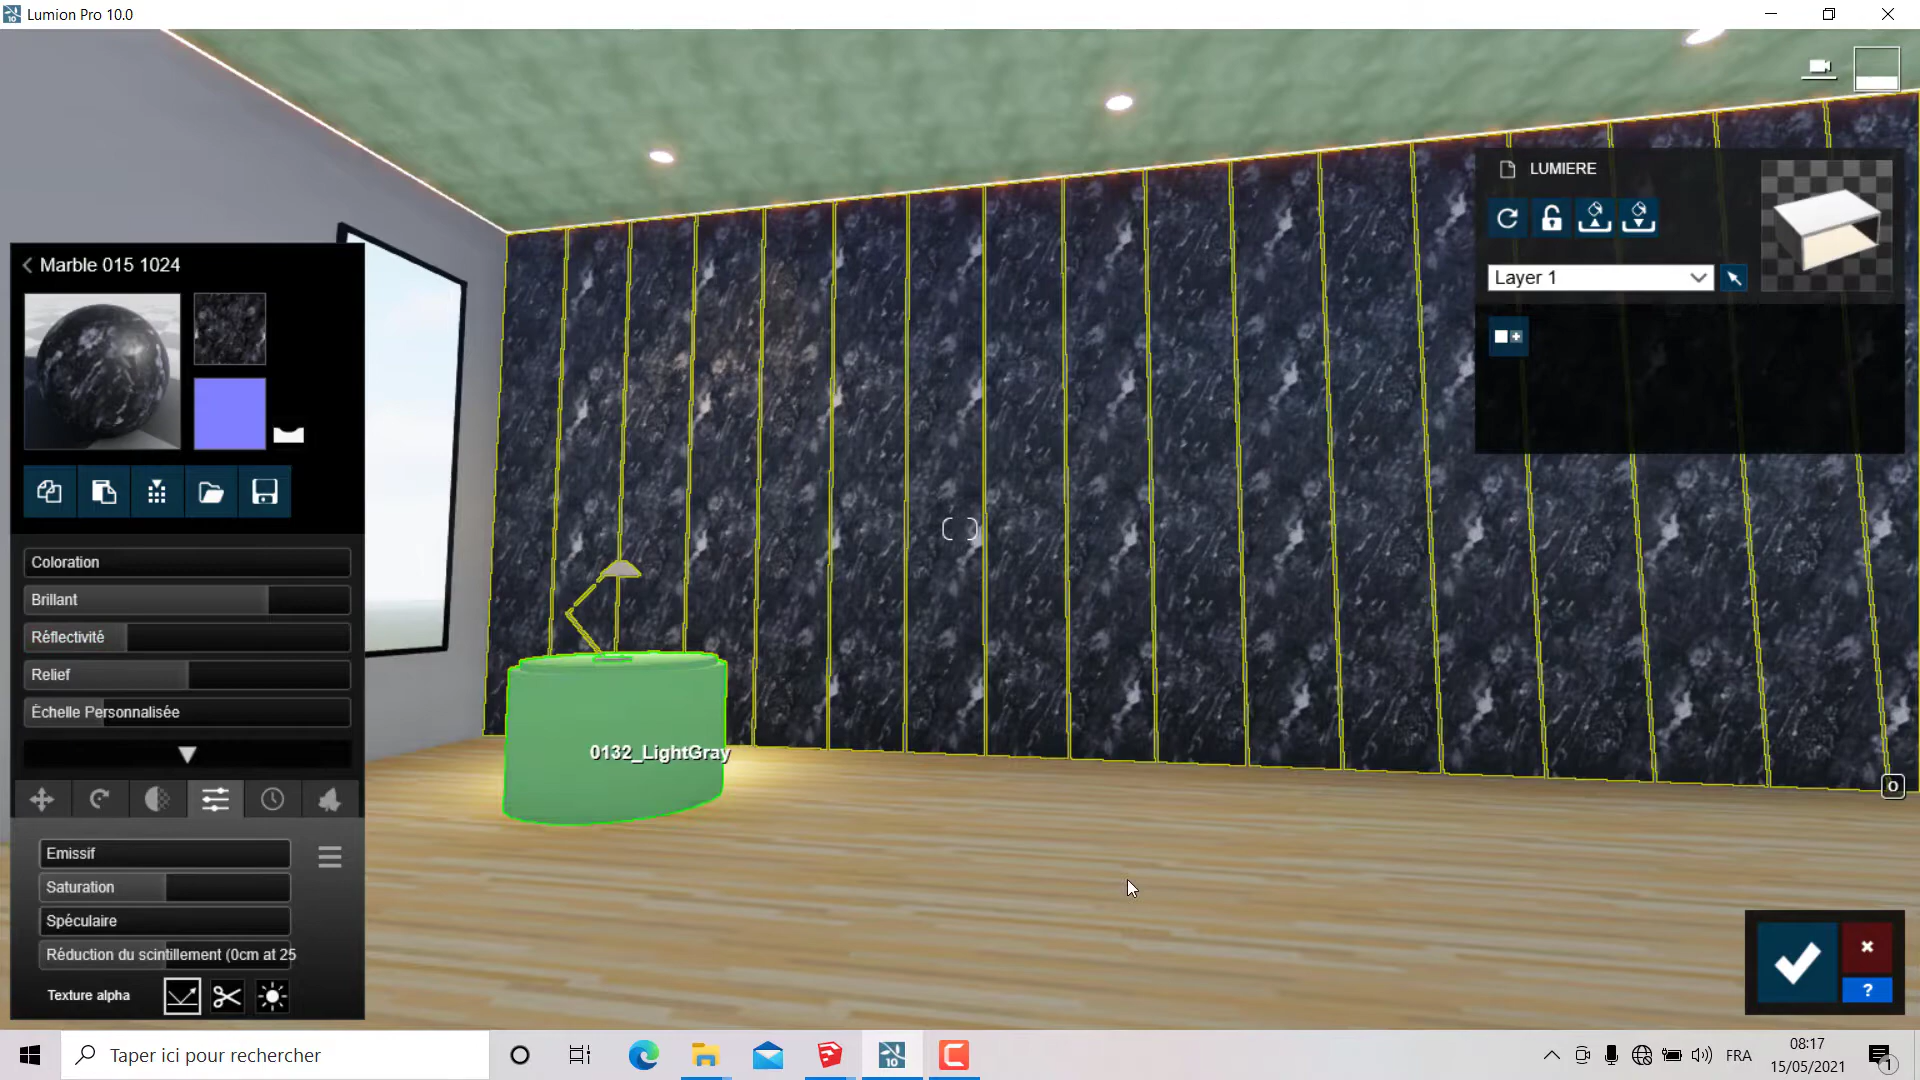 Lumion Pro 10.0
LUMIERE
Layer 1
Marble 015 1024
Coloration
Brillant
Réflectivité
Relief
Échelle Personnalisée
0132_LightGray
O
Emissif
Saturation
Spéculaire
Réduction du scintillement (0cm at 25
Texture alpha
?
Taper ici pour rechercher
10
FRA
08:17
15/05/2021
1